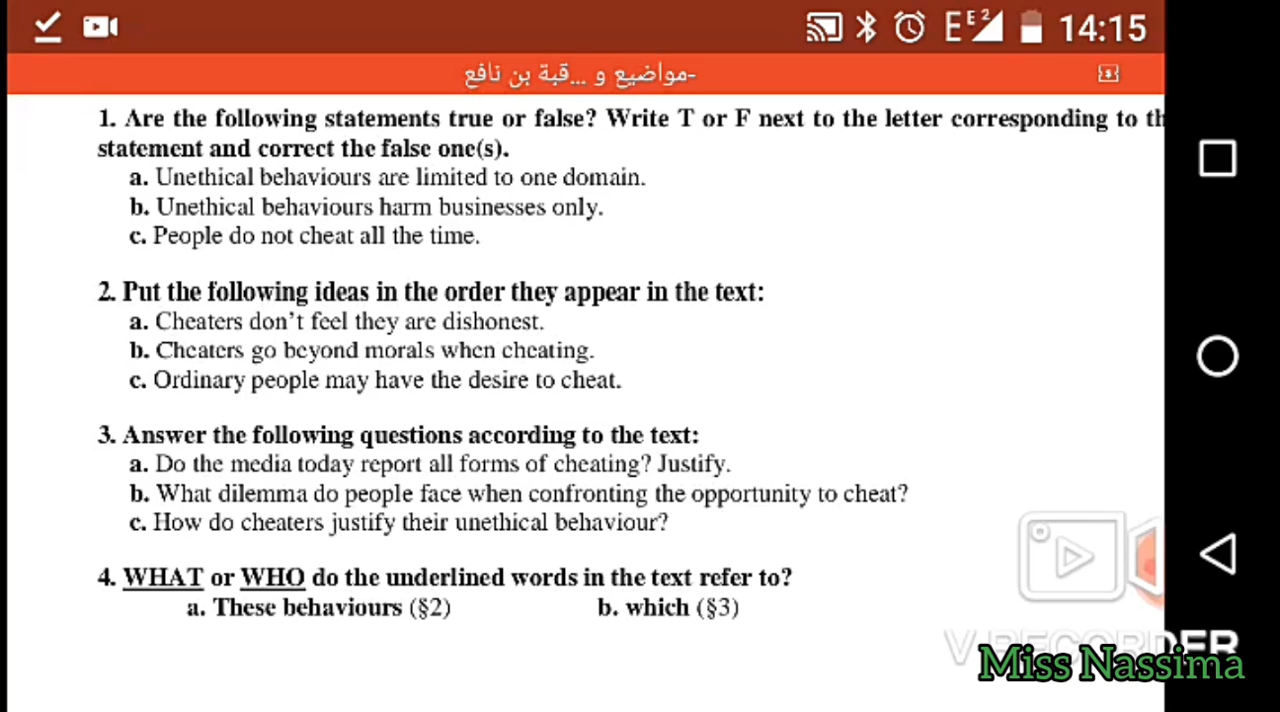 14:15
-مواضيع و ...قبة بن نافع
1. Are the following statements true or false? Write T or F next to the letter corresponding to th
statement and correct the false one(s).
a. Unethical behaviours are limited to one domain.
b. Unethical behaviours harm businesses only.
c. People do not cheat all the time.
2. Put the following ideas in the order they appear in the text:
a. Cheaters don't feel they are dishonest.
b. Cheaters go beyond morals when cheating.
c. Ordinary people may have the desire to cheat.
3. Answer the following questions according to the text:
a. Do the media today report all forms of cheating? Justify.
b. What dilemma do people face when confronting the opportunity to cheat?
c. How do cheaters justify their unethical behaviour?
4. WHAT or WHO do the underlined words in the text refer to?
a. These behaviours (§2) b. which (§3)
V RECORDER
Miss Nassima